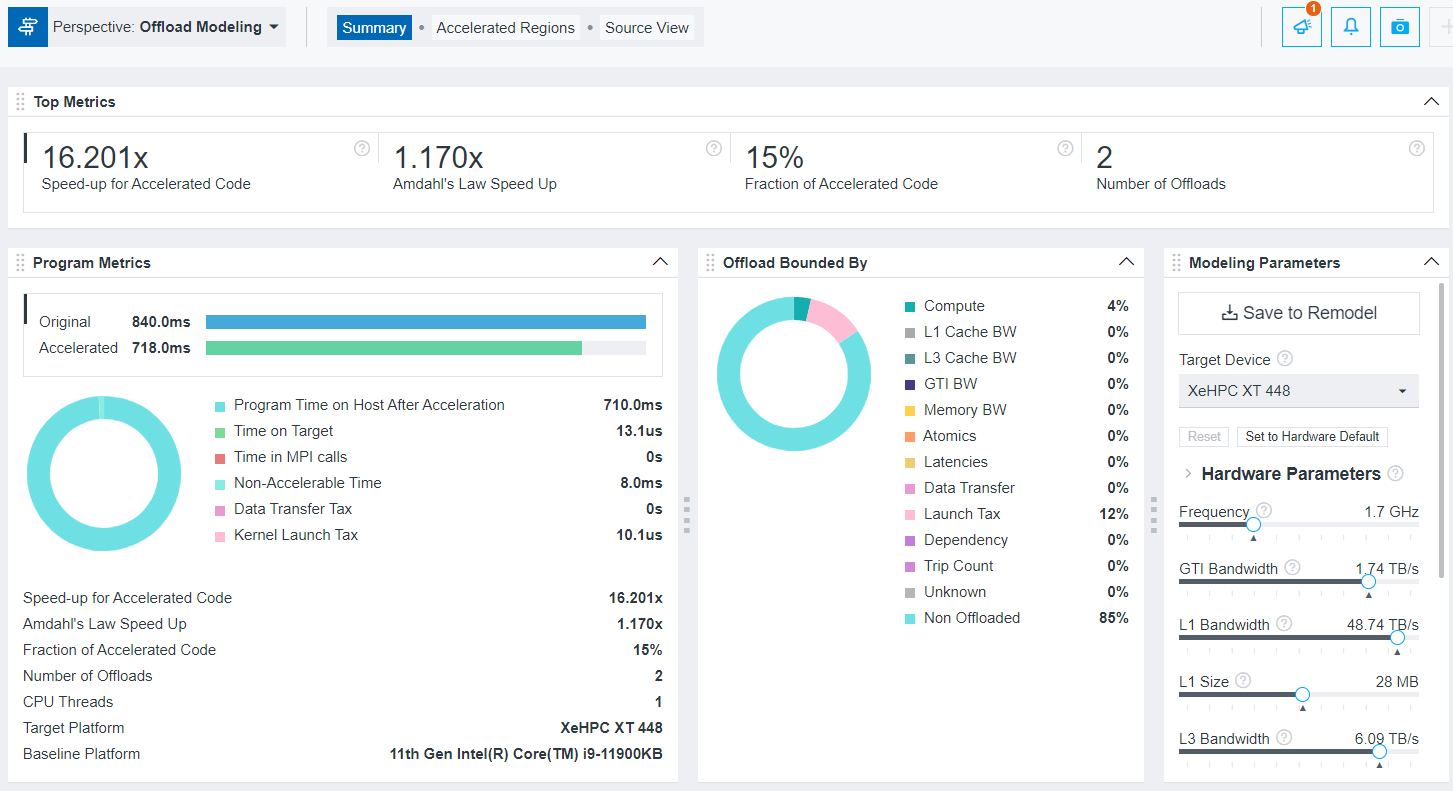 Perspective: Offload Modeling
Summary • Accelerated Regions • Source View
1
Top Metrics
16.201x
Speed-up for Accelerated Code
1.170x
Amdahl's Law Speed Up
15%
Fraction of Accelerated Code
2
Number of Offloads
Program Metrics
Original 840.0ms
Accelerated 718.0ms
Program Time on Host After Acceleration 710.0ms
Time on Target 13.1us
Time in MPI calls 0s
Non-Accelerable Time 8.0ms
Data Transfer Tax 0s
Kernel Launch Tax 10.1us
Speed-up for Accelerated Code 16.201x
Amdahl's Law Speed Up 1.170x
Fraction of Accelerated Code 15%
Number of Offloads 2
CPU Threads 1
Target Platform XeHPC XT 448
Baseline Platform 11th Gen Intel(R) Core(TM) i9-11900KB
Offload Bounded By
Compute 4%
L1 Cache BW 0%
L3 Cache BW 0%
GTI BW 0%
Memory BW 0%
Atomics 0%
Latencies 0%
Data Transfer 0%
Launch Tax 12%
Dependency 0%
Trip Count 0%
Unknown 0%
Non Offloaded 85%
Modeling Parameters
Save to Remodel
Target Device
XeHPC XT 448
Reset Set to Hardware Default
Hardware Parameters
Frequency 1.7 GHz
GTI Bandwidth 1.74 TB/s
L1 Bandwidth 48.74 TB/s
L1 Size 28 MB
L3 Bandwidth 6.09 TB/s